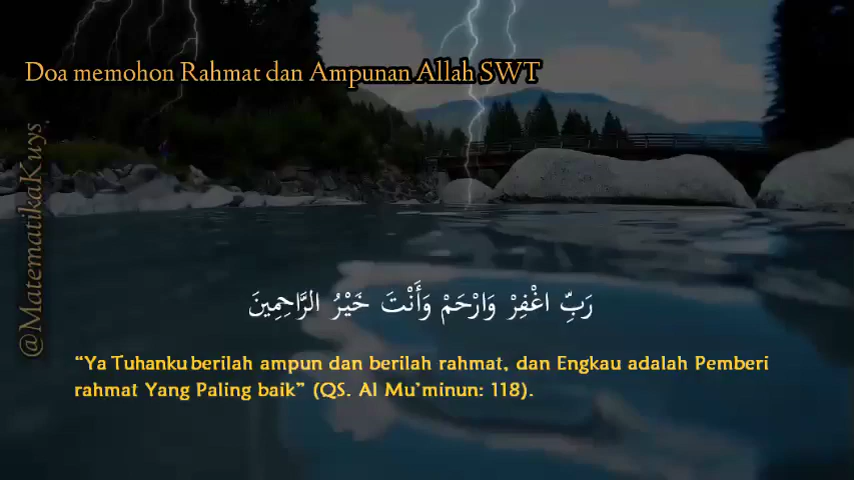 Doa memohon Rahmat dan Ampunan Allah SWT
@MatematikaKuys.
رَبِّ اغْفِرْ وَارْحَمْ وَأَنْتَ خَيْرُ الرَّاحِمِينَ
“Ya Tuhanku berilah ampun dan berilah rahmat, dan Engkau adalah Pemberi
rahmat Yang Paling baik” (QS. Al Mu’minun: 118).